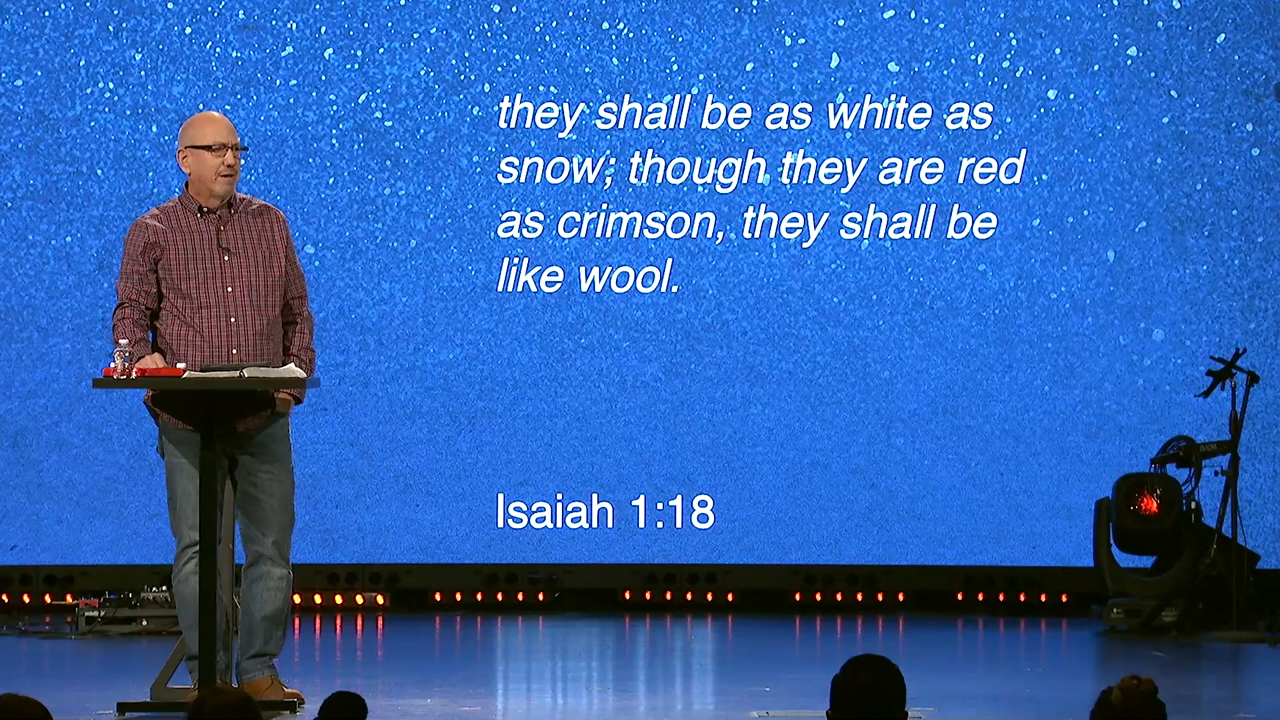 they shall be as white as
snow; though they are red
as crimson, they shall be
like wool.
Isaiah 1:18